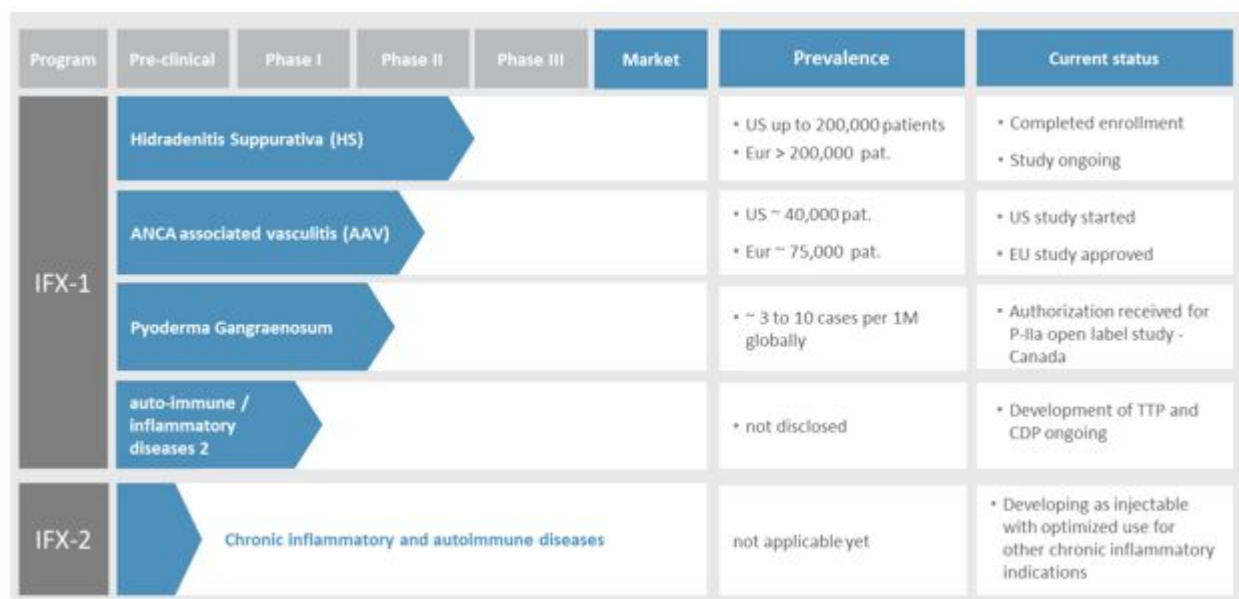 Program Pre-clinical Phase I Phase II Phase III Market Prevalence Current status
IFX-1
Hidradenitis Suppurativa (HS)
• US up to 200,000 patients
• Eur > 200,000 pat.
• Completed enrollment
• Study ongoing
ANCA associated vasculitis (AAV)
• US ~ 40,000 pat.
• Eur ~ 75,000 pat.
• US study started
• EU study approved
Pyoderma Gangraenosum
• ~ 3 to 10 cases per 1M
globally
• Authorization received for
P-IIa open label study -
Canada
auto-immune /
inflammatory
diseases 2
• not disclosed
• Development of TTP and
CDP ongoing
IFX-2
Chronic inflammatory and autoimmune diseases
not applicable yet
• Developing as injectable
with optimized use for
other chronic inflammatory
indications